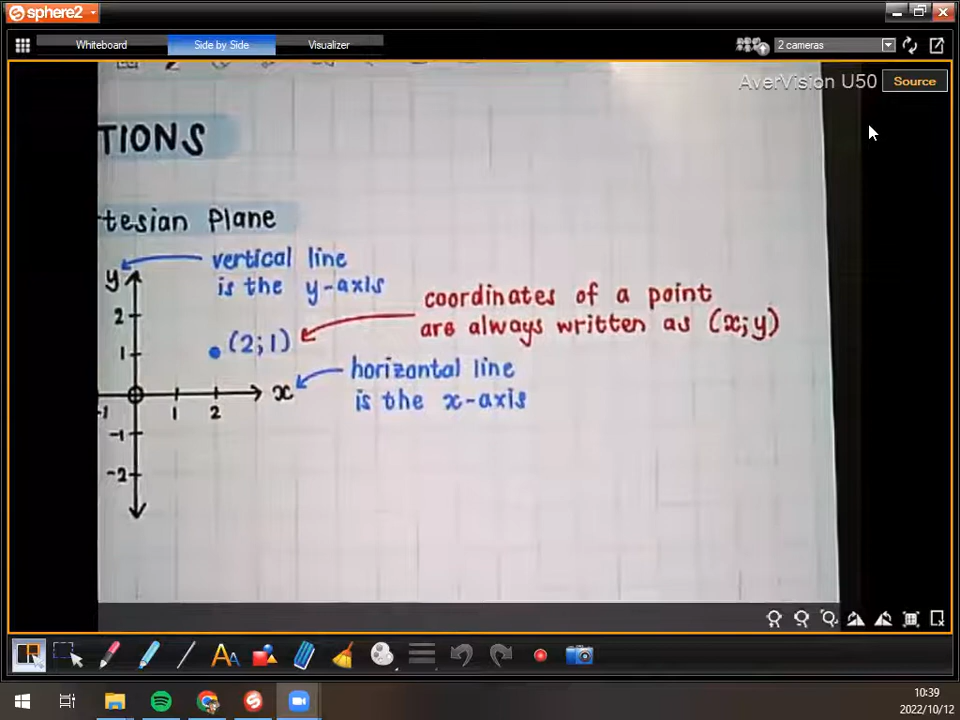 sphere2
Whiteboard
Side by Side
Visualizer
2 cameras
AverVision U50
Source
TIONS
tesian Plane
vertical line
is the y-axis
y
2
1
(2;1)
coordinates of a point
are always written as (x;y)
horizontal line
is the x-axis
x
-1
1
2
-1
-2
10:39
2022/10/12